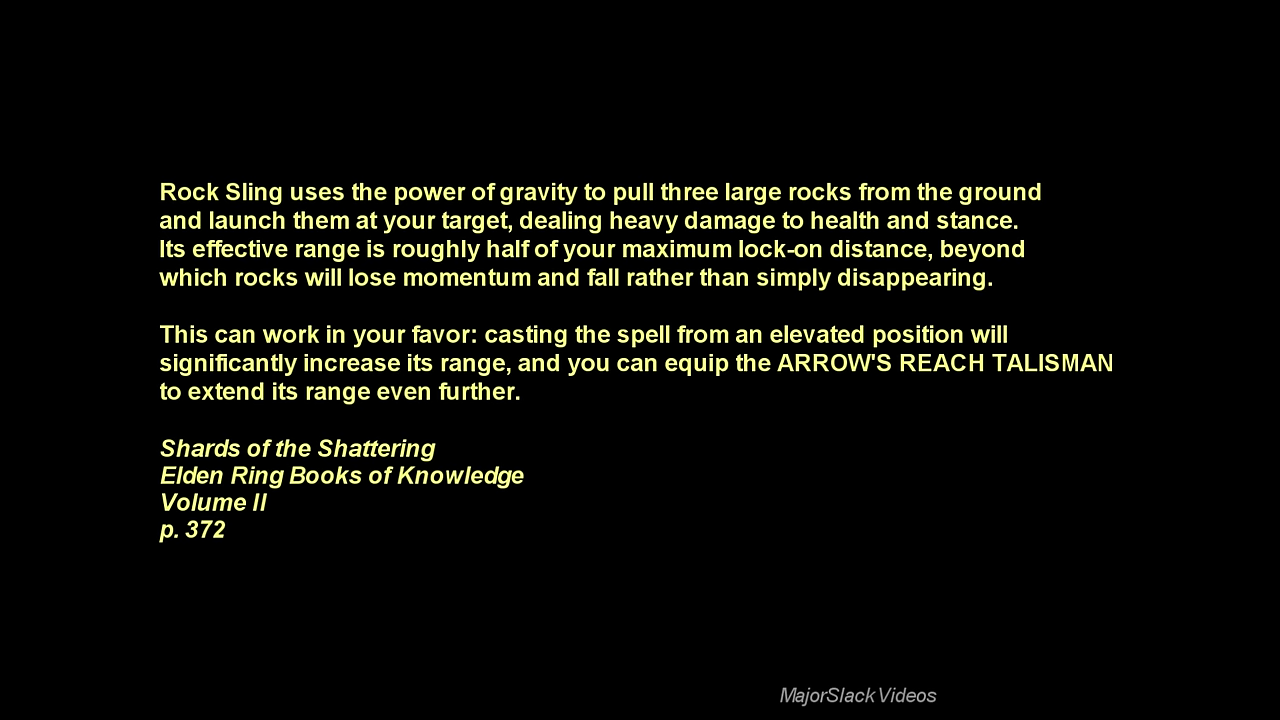 Rock Sling uses the power of gravity to pull three large rocks from the ground
and launch them at your target, dealing heavy damage to health and stance.
Its effective range is roughly half of your maximum lock-on distance, beyond
which rocks will lose momentum and fall rather than simply disappearing.
This can work in your favor: casting the spell from an elevated position will
significantly increase its range, and you can equip the ARROW'S REACH TALISMAN
to extend its range even further.
Shards of the Shattering
Elden Ring Books of Knowledge
Volume II
p. 372
MajorSlack Videos